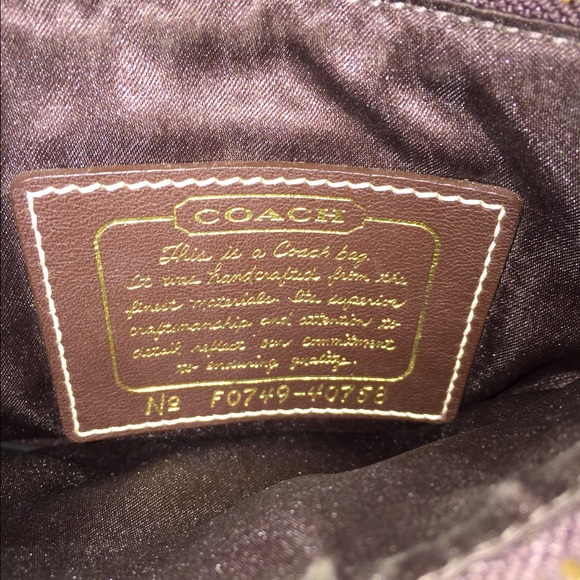 COACH
This is a Coach bag.
It was handcrafted from the
finest materials. Its superior
craftsmanship and attention to
detail reflect our commitment
to enduring quality.
Nº F0749-40758